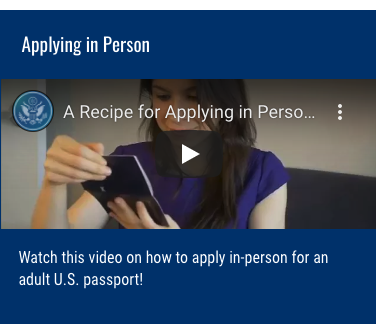 Applying in Person
A Recipe for Applying in Perso...
Watch this video on how to apply in-person for an
adult U.S. passport!